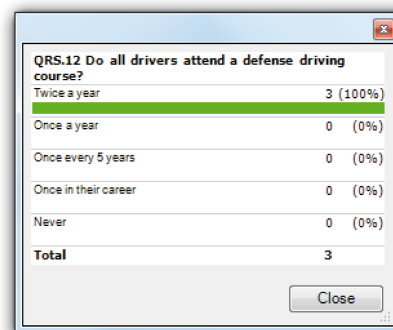 QRS.12 Do all drivers attend a defense driving
course?
Twice a year 3 (100%)
Once a year 0 (0%)
Once every 5 years 0 (0%)
Once in their career 0 (0%)
Never 0 (0%)
Total 3
Close